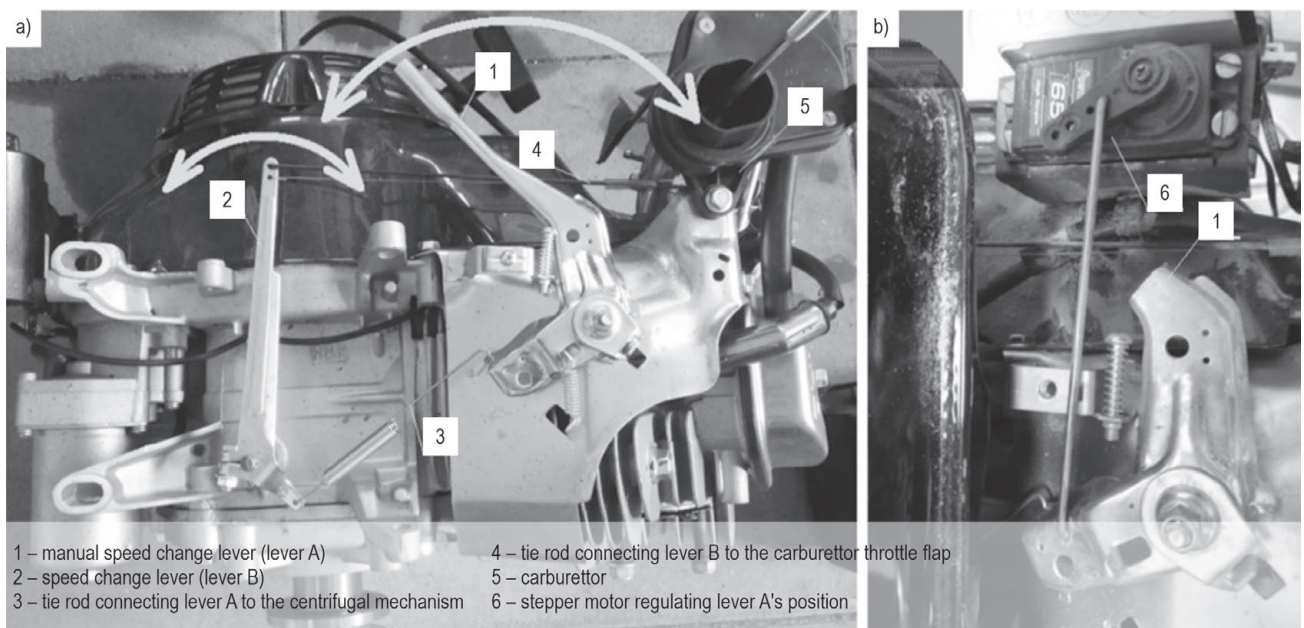 a)
1
5
4
2
3
b)
65
6
1
1 – manual speed change lever (lever A)
2 – speed change lever (lever B)
3 – tie rod connecting lever A to the centrifugal mechanism
4 – tie rod connecting lever B to the carburettor throttle flap
5 – carburettor
6 – stepper motor regulating lever A's position